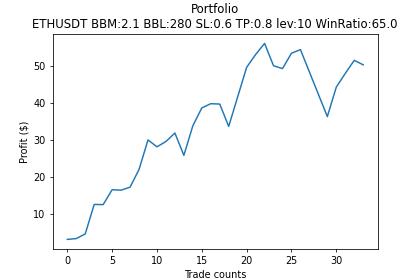 Portfolio
ETHUSDT BBM:2.1 BBL:280 SL:0.6 TP:0.8 lev:10 WinRatio:65.0
Profit ($)
50
40
30
20
10
0 5 10 15 20 25 30
Trade counts